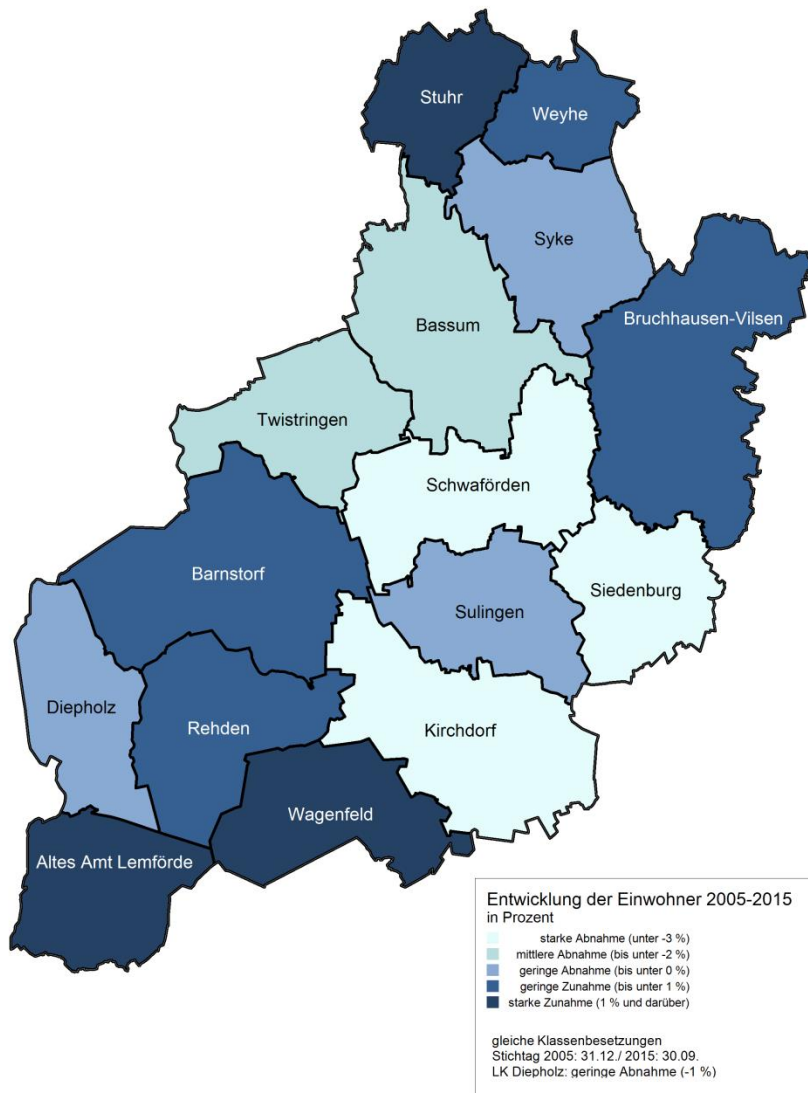 Stuhr
Weyhe
Syke
Bruchhausen-Vilsen
Bassum
Twistringen
Schwaförden
Barnstorf
Siedenburg
Sulingen
Diepholz
Rehden
Kirchdorf
Wagenfeld
Altes Amt Lemförde
Entwicklung der Einwohner 2005-2015
in Prozent
starke Abnahme (unter -3 %)
mittlere Abnahme (bis unter -2 %)
geringe Abnahme (bis unter 0 %)
geringe Zunahme (bis unter 1 %)
starke Zunahme (1 % und darüber)
gleiche Klassenbesetzungen
Stichtag 2005: 31.12./ 2015: 30.09.
LK Diepholz: geringe Abnahme (-1 %)